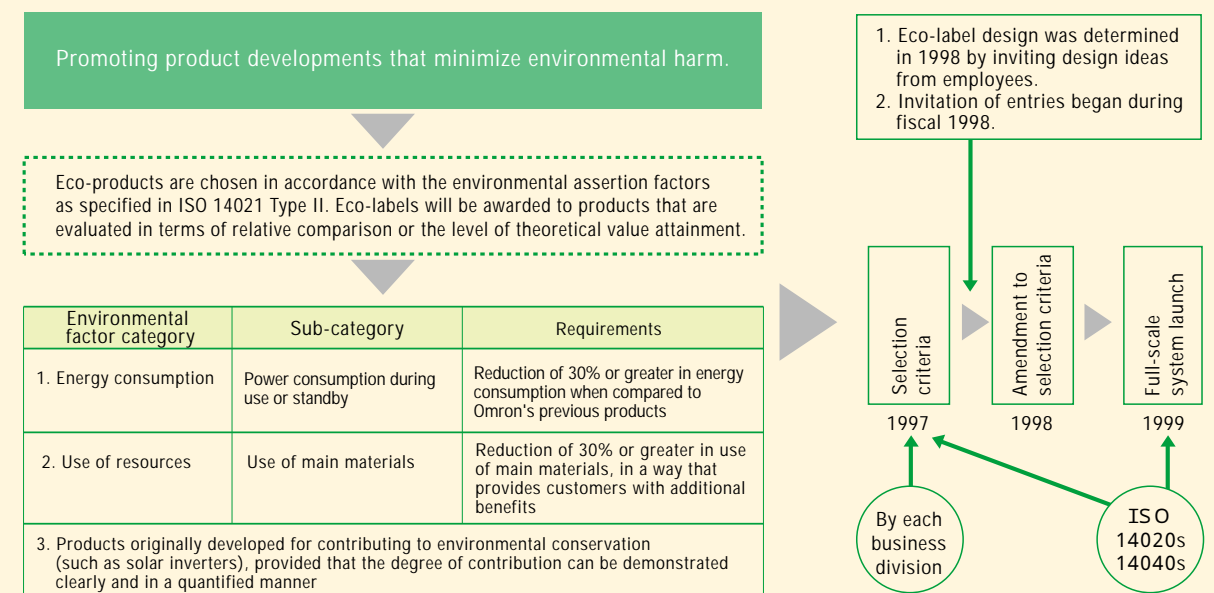 Promoting product developments that minimize environmental harm.
Eco-products are chosen in accordance with the environmental assertion factors
as specified in ISO 14021 Type II. Eco-labels will be awarded to products that are
evaluated in terms of relative comparison or the level of theoretical value attainment.
Environmental
factor category
Sub-category
Requirements
1. Energy consumption
Power consumption during
use or standby
Reduction of 30% or greater in energy
consumption when compared to
Omron's previous products
2. Use of resources
Use of main materials
Reduction of 30% or greater in use
of main materials, in a way that
provides customers with additional
benefits
3. Products originally developed for contributing to environmental conservation
(such as solar inverters), provided that the degree of contribution can be demonstrated
clearly and in a quantified manner
1. Eco-label design was determined
in 1998 by inviting design ideas
from employees.
2. Invitation of entries began during
fiscal 1998.
Selection
criteria
1997
Amendment to
selection criteria
1998
Full-scale
system launch
1999
By each
business
division
ISO
14020s
14040s